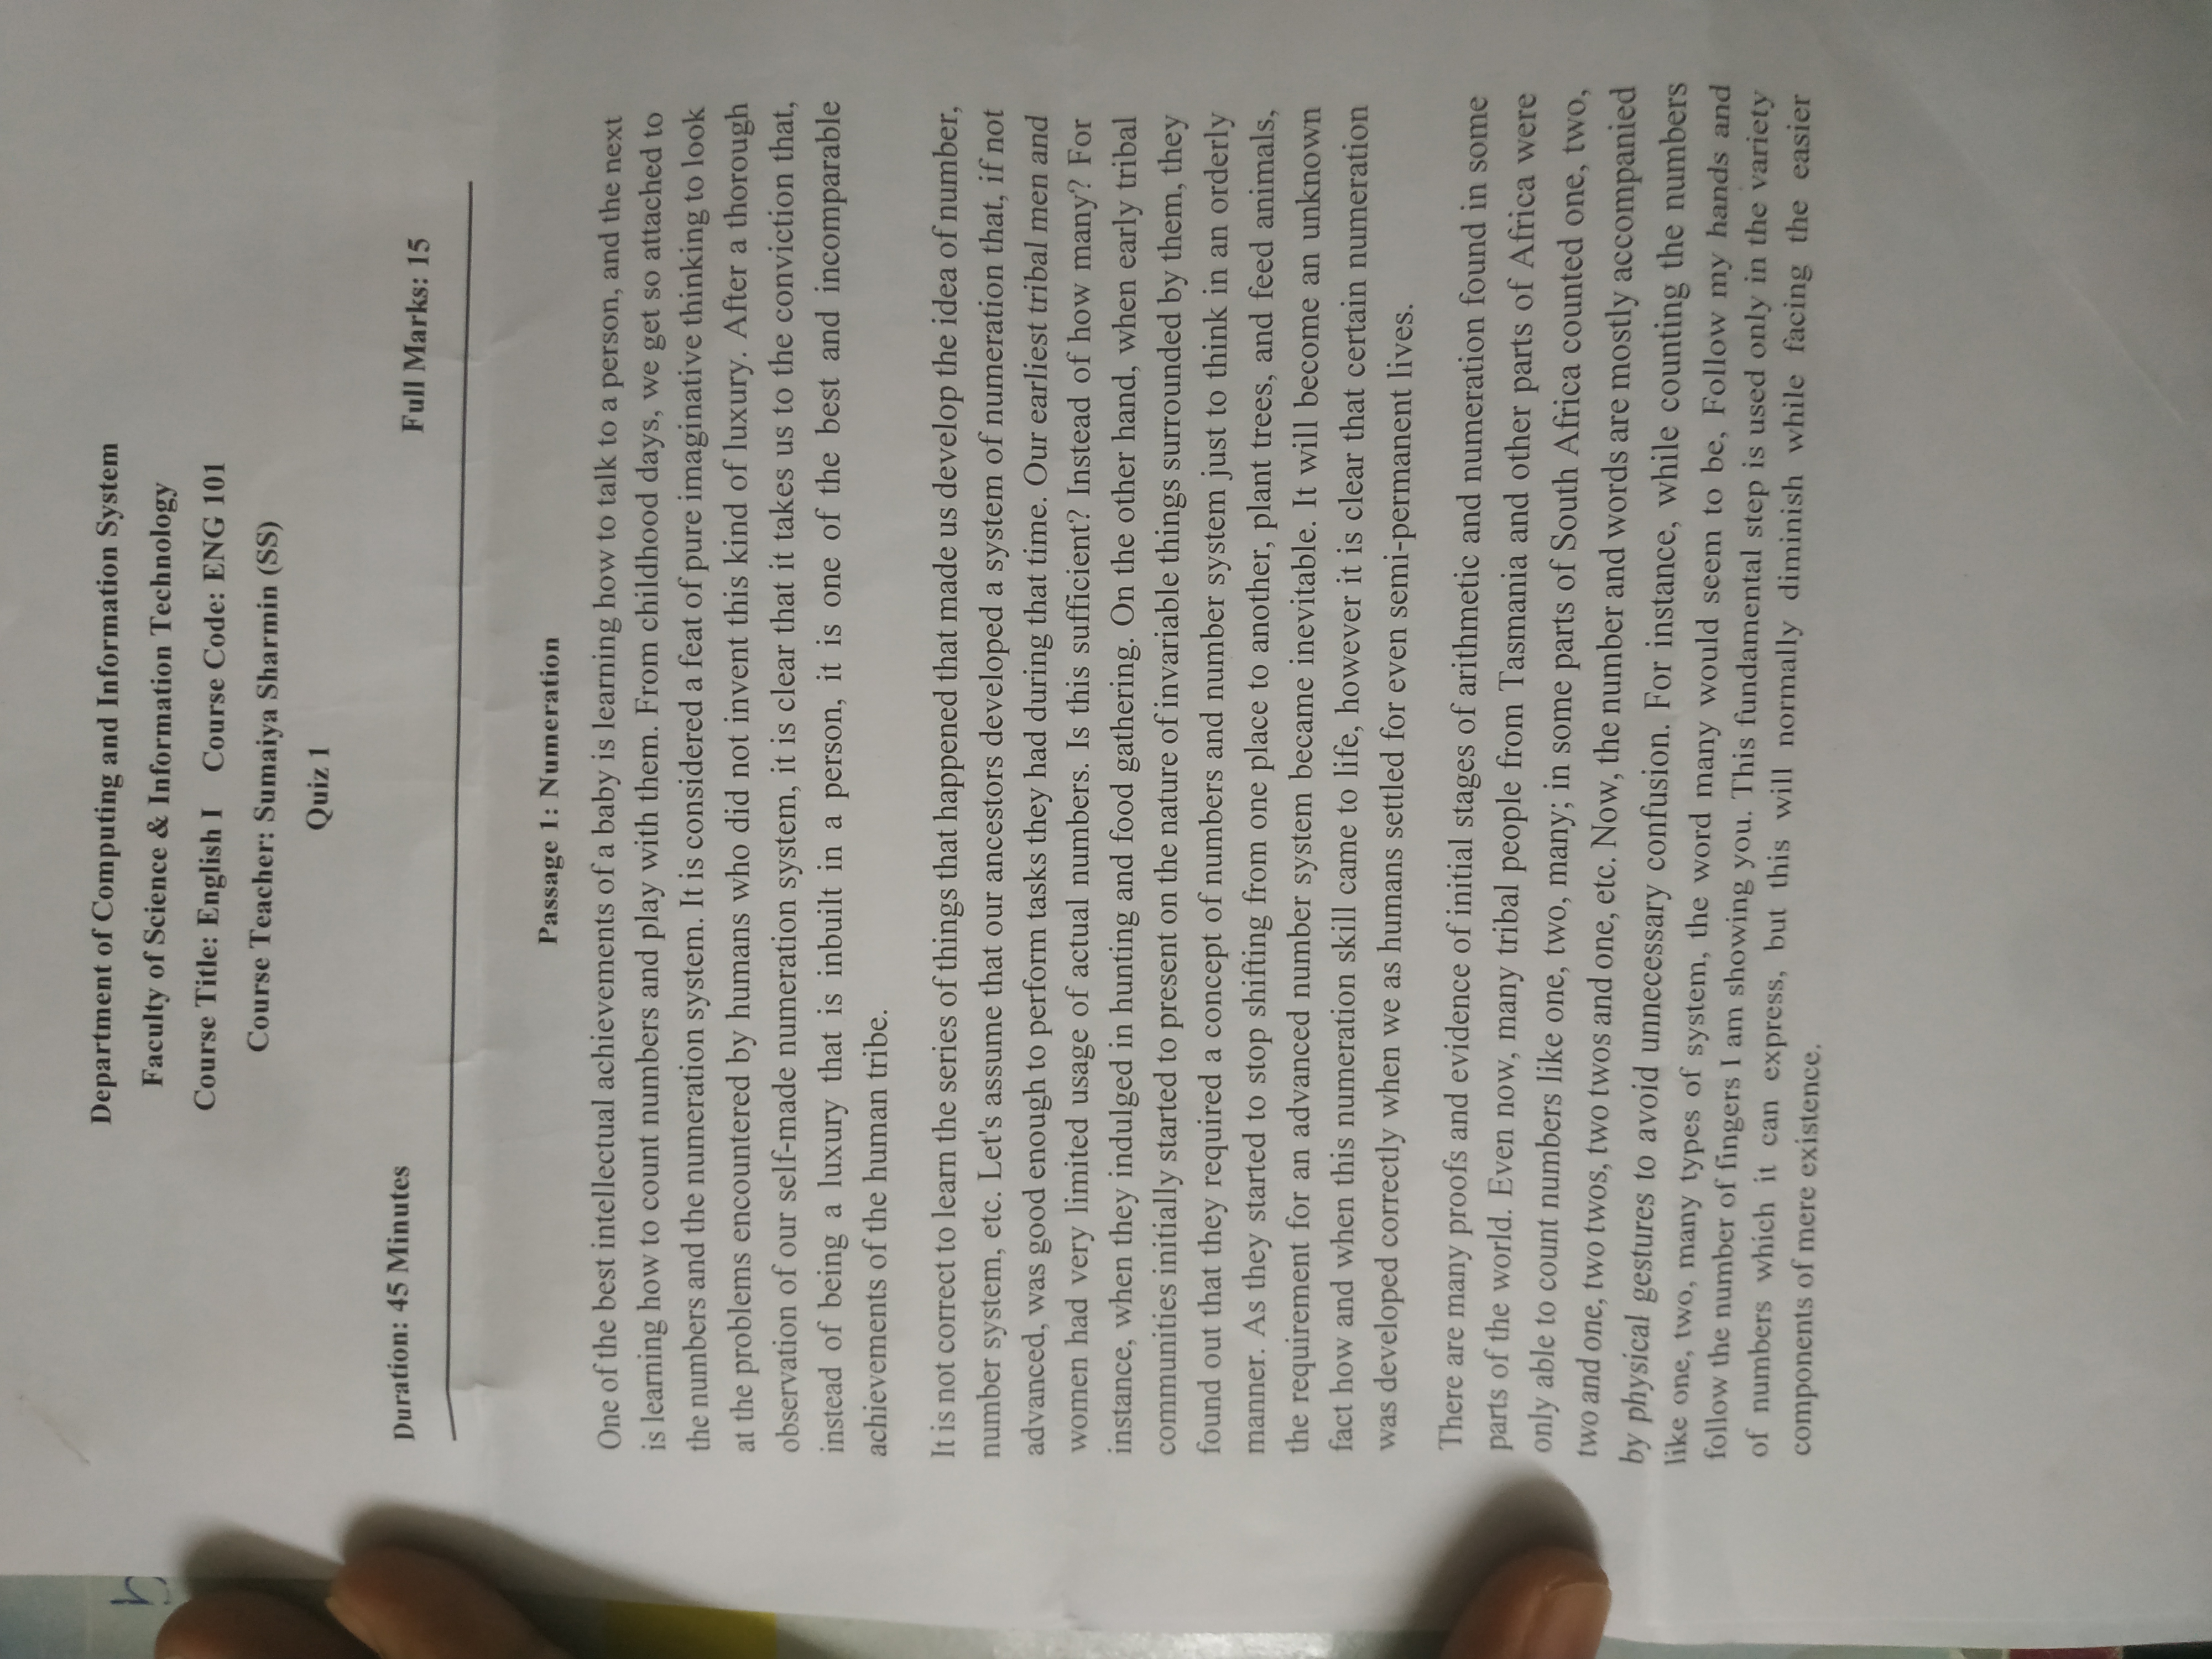 Department of Computing and Information System
Faculty of Science & Information Technology
Course Title: English I Course Code: ENG 101
Course Teacher: Sumaiya Sharmin (SS)
Quiz 1
Duration: 45 Minutes Full Marks: 15
Passage 1: Numeration
One of the best intellectual achievements of a baby is learning how to talk to a person, and the next
is learning how to count numbers and play with them. From childhood days, we get so attached to
the numbers and the numeration system. It is considered a feat of pure imaginative thinking to look
at the problems encountered by humans who did not invent this kind of luxury. After a thorough
observation of our self-made numeration system, it is clear that it takes us to the conviction that,
instead of being a luxury that is inbuilt in a person, it is one of the best and incomparable
achievements of the human tribe.
It is not correct to learn the series of things that happened that made us develop the idea of number,
number system, etc. Let's assume that our ancestors developed a system of numeration that, if not
advanced, was good enough to perform tasks they had during that time. Our earliest tribal men and
women had very limited usage of actual numbers. Is this sufficient? Instead of how many? For
instance, when they indulged in hunting and food gathering. On the other hand, when early tribal
communities initially started to present on the nature of invariable things surrounded by them, they
found out that they required a concept of numbers and number system just to think in an orderly
manner. As they started to stop shifting from one place to another, plant trees, and feed animals,
the requirement for an advanced number system became inevitable. It will become an unknown
fact how and when this numeration skill came to life, however it is clear that certain numeration
was developed correctly when we as humans settled for even semi-permanent lives.
There are many proofs and evidence of initial stages of arithmetic and numeration found in some
parts of the world. Even now, many tribal people from Tasmania and other parts of Africa were
only able to count numbers like one, two, many; in some parts of South Africa counted one, two,
two and one, two twos, two twos and one, etc. Now, the number and words are mostly accompanied
by physical gestures to avoid unnecessary confusion. For instance, while counting the numbers
like one, two, many types of system, the word many would seem to be, Follow my hands and
follow the number of fingers I am showing you. This fundamental step is used only in the variety
of numbers which it can express, but this will normally diminish while facing the easier
components of mere existence.